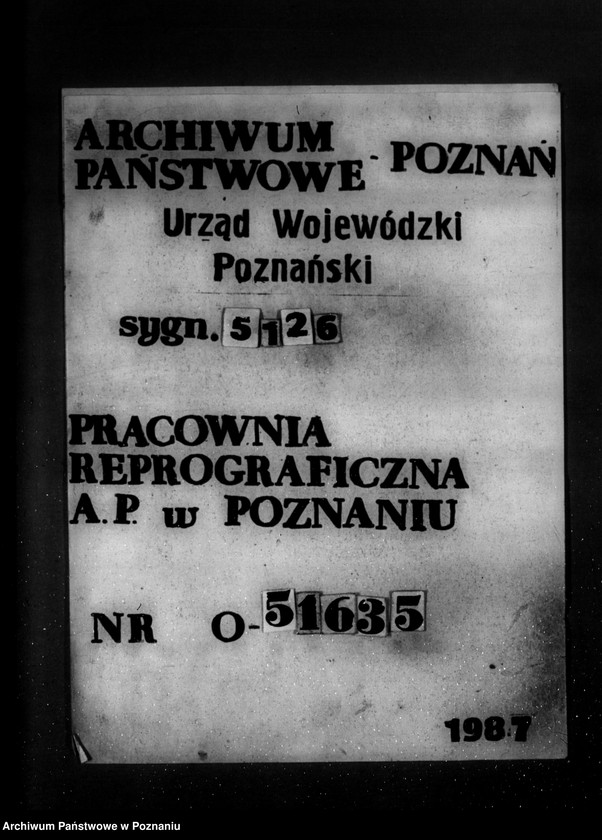 ARCHIWUM
PAŃSTWOWE - POZNAŃ
Urząd Wojewódzki
Poznański
sygn. 5126
PRACOWNIA
REPROGRAFICZNA
A.P. w POZNANIU
NR O-51635
1987
Archiwum Państwowe w Poznaniu